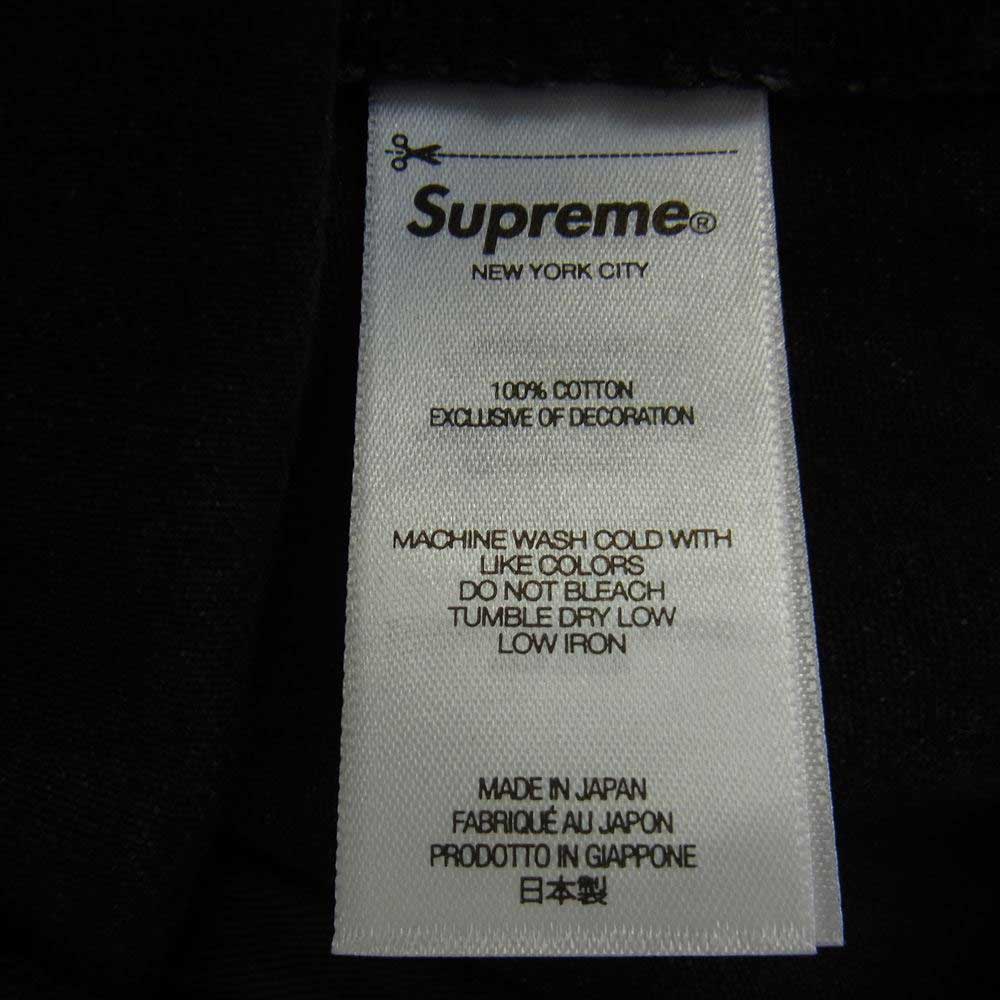 Supreme®
NEW YORK CITY
100% COTTON
EXCLUSIVE OF DECORATION
MACHINE WASH COLD WITH
LIKE COLORS
DO NOT BLEACH
TUMBLE DRY LOW
LOW IRON
MADE IN JAPAN
FABRIQUÉ AU JAPON
PRODOTTO IN GIAPPONE
日本製